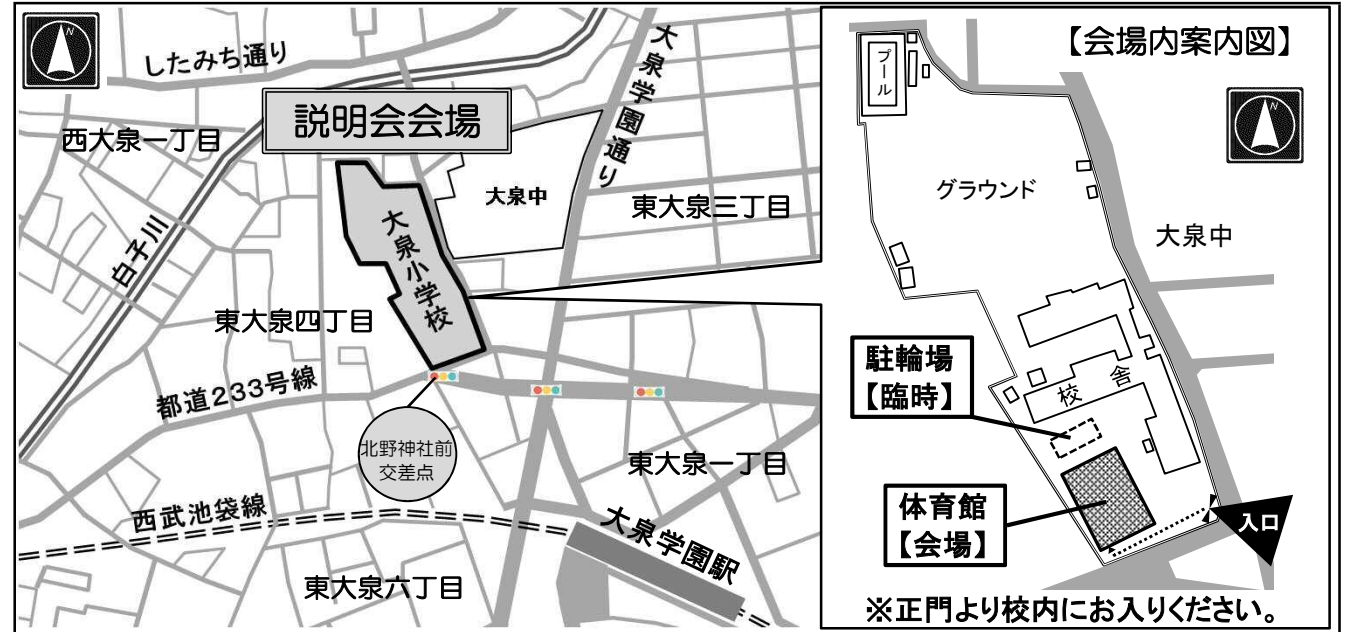 N
したみち通り
大泉学園通り
説明会会場
西大泉一丁目
大泉中
東大泉三丁目
白子川
大泉小学校
東大泉四丁目
都道233号線
北野神社前
交差点
東大泉一丁目
西武池袋線
大泉学園駅
東大泉六丁目
【会場内案内図】
プール
N
グラウンド
大泉中
駐輪場
【臨時】
校舎
体育館
【会場】
入口
※正門より校内にお入りください。